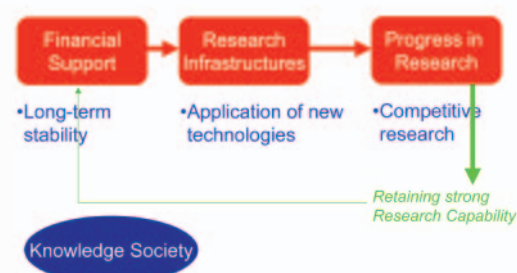 Financial
Support
Research
Infrastructures
Progress in
Research
•Long-term
stability
•Application of new
technologies
•Competitive
research
Retaining strong
Research Capability
Knowledge Society